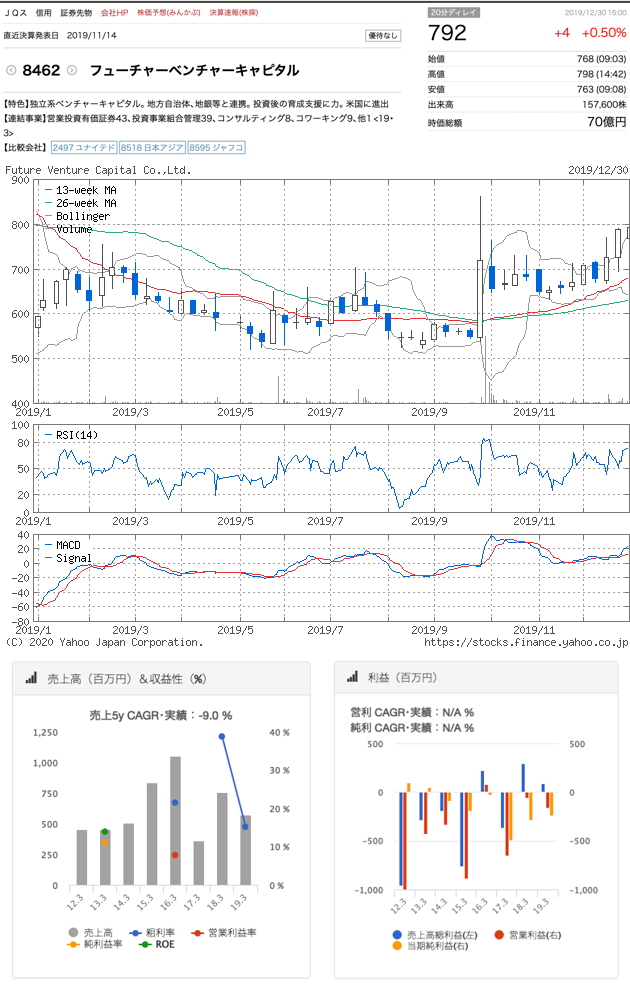 JQス 信用 証券先物 会社HP 株価予想(みんかぶ) 決算速報(株探)
直近決算発表日 2019/11/14 優待なし
8462 フューチャーベンチャーキャピタル
【特色】独立系ベンチャーキャピタル。地方自治体、地銀等と連携。投資後の育成支援に力。米国に進出
【連結事業】営業投資有価証券43、投資事業組合管理39、コンサルティング8、コワーキング9、他1 <19・
3>
【比較会社】 2497 ユナイテド 8518 日本アジア 8595 ジャフコ
20分ディレイ 2019/12/30 15:00
792 +4 +0.50%
始値 768 (09:03)
高値 798 (14:42)
安値 763 (09:08)
出来高 157,600株
時価総額 70億円
Future Venture Capital Co.,Ltd. 2019/12/30
900
800
700
600
500
400
13-week MA
26-week MA
Bollinger
Volume
2019/1 2019/3 2019/5 2019/7 2019/9 2019/11
100
80
50
20
0
RSI(14)
2019/1 2019/3 2019/5 2019/7 2019/9 2019/11
40
20
0
-20
-40
-60
-80
MACD
Signal
2019/1 2019/3 2019/5 2019/7 2019/9 2019/11
(C) 2020 Yahoo Japan Corporation. https://stocks.finance.yahoo.co.jp
売上高（百万円）＆収益性（%）
売上5y CAGR・実績：-9.0 %
1,250 40 %
1,000 30 %
750
500 20 %
250 10 %
0 0 %
12.3 13.3 14.3 15.3 16.3 17.3 18.3 19.3
売上高 粗利率 営業利益率
純利益率 ROE
利益（百万円）
営利 CAGR・実績：N/A %
純利 CAGR・実績：N/A %
500 500
0 0
-500 -500
-1,000 -1,000
12.3 13.3 14.3 15.3 16.3 17.3 18.3 19.3
売上高総利益(左) 営業利益(右)
当期純利益(右)